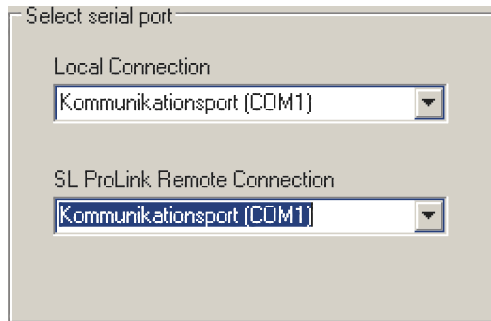 Select serial port
Local Connection
Kommunikationsport (COM1)
SL ProLink Remote Connection
Kommunikationsport (COM1)